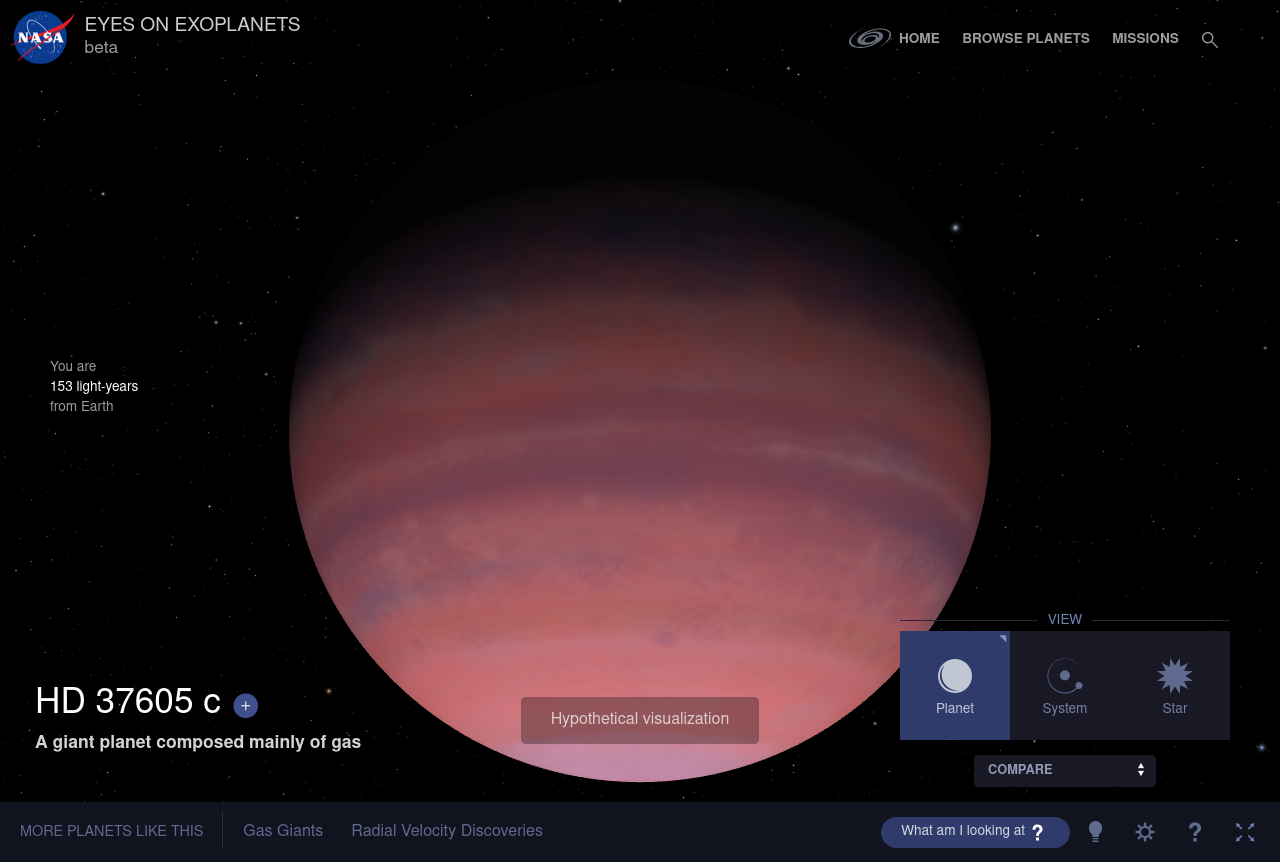 NASA
EYES ON EXOPLANETS
beta
HOME
BROWSE PLANETS
MISSIONS
You are
153 light-years
from Earth
VIEW
Planet
System
Star
HD 37605 c +
A giant planet composed mainly of gas
Hypothetical visualization
COMPARE
MORE PLANETS LIKE THIS
Gas Giants
Radial Velocity Discoveries
What am I looking at ?
?